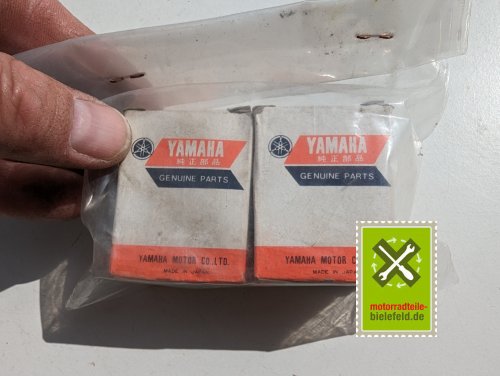 YAMAHA
純正部品
GENUINE PARTS
YAMAHA MOTOR CO.,LTD.
MADE IN JAPAN
YAMAHA
純正部品
GENUINE PARTS
YAMAHA MOTOR C
MADE IN JAPAN
motorradteile-
bielefeld.de